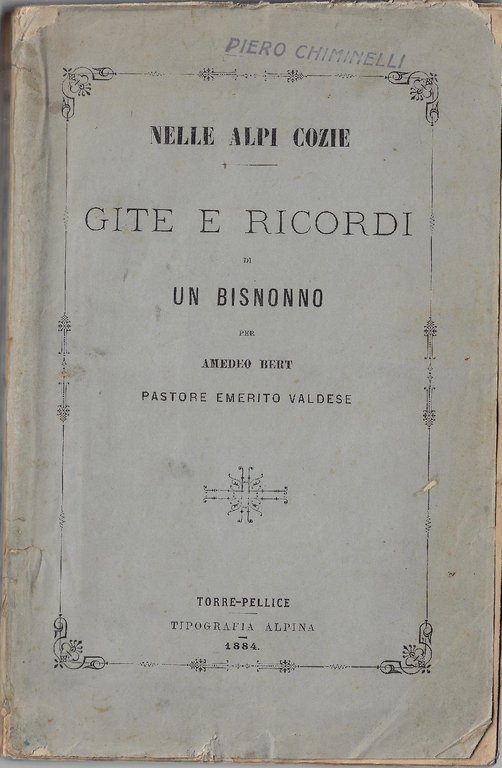 PIERO CHIMINELLI
NELLE ALPI COZIE
GITE E RICORDI
DI
UN BISNONNO
PER
AMEDEO BERT
PASTORE EMERITO VALDESE
TORRE-PELLICE
TIPOGRAFIA ALPINA
1884.